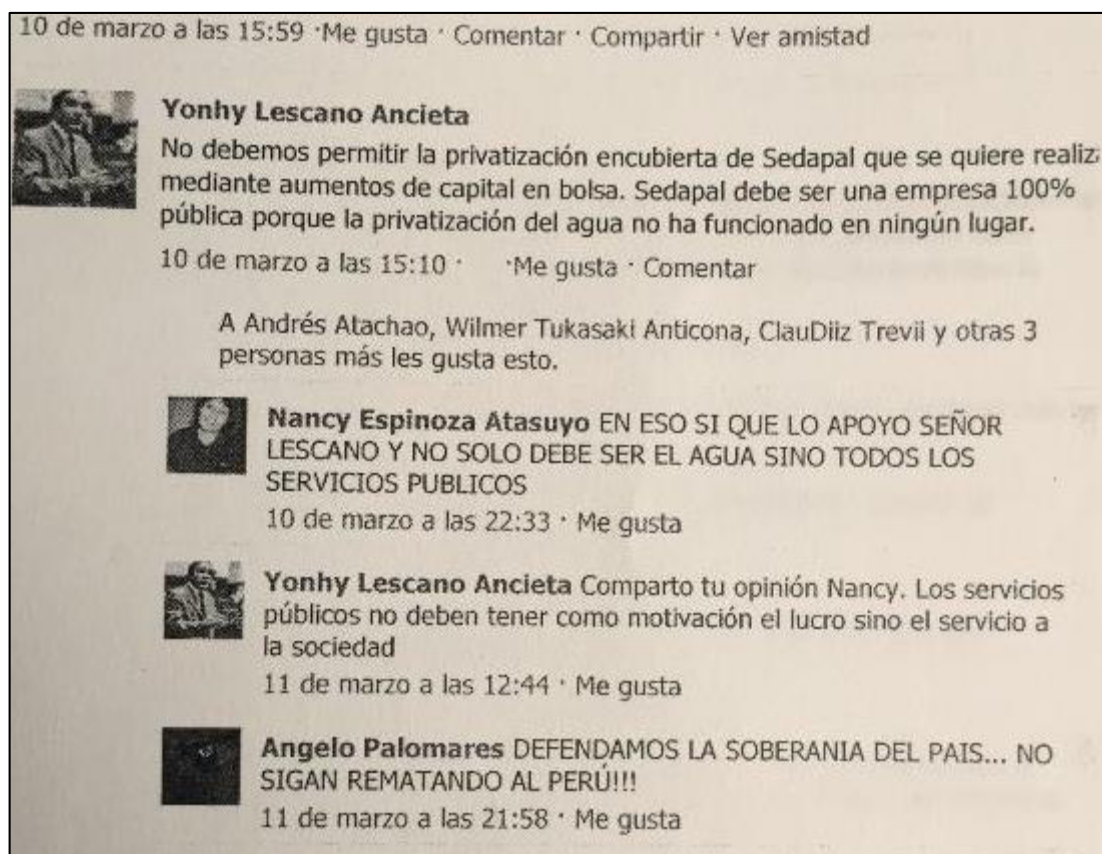 10 de marzo a las 15:59 ·Me gusta · Comentar · Compartir · Ver amistad
Yonhy Lescano Ancieta
No debemos permitir la privatización encubierta de Sedapal que se quiere realiz
mediante aumentos de capital en bolsa. Sedapal debe ser una empresa 100%
pública porque la privatización del agua no ha funcionado en ningún lugar.
10 de marzo a las 15:10 · ·Me gusta · Comentar
A Andrés Atachao, Wilmer Tukasaki Anticona, ClauDiiz Trevii y otras 3
personas más les gusta esto.
Nancy Espinoza Atasuyo EN ESO SI QUE LO APOYO SEÑOR
LESCANO Y NO SOLO DEBE SER EL AGUA SINO TODOS LOS
SERVICIOS PUBLICOS
10 de marzo a las 22:33 · Me gusta
Yonhy Lescano Ancieta Comparto tu opinión Nancy. Los servicios
públicos no deben tener como motivación el lucro sino el servicio a
la sociedad
11 de marzo a las 12:44 · Me gusta
Angelo Palomares DEFENDAMOS LA SOBERANIA DEL PAIS... NO
SIGAN REMATANDO AL PERÚ!!!
11 de marzo a las 21:58 · Me gusta